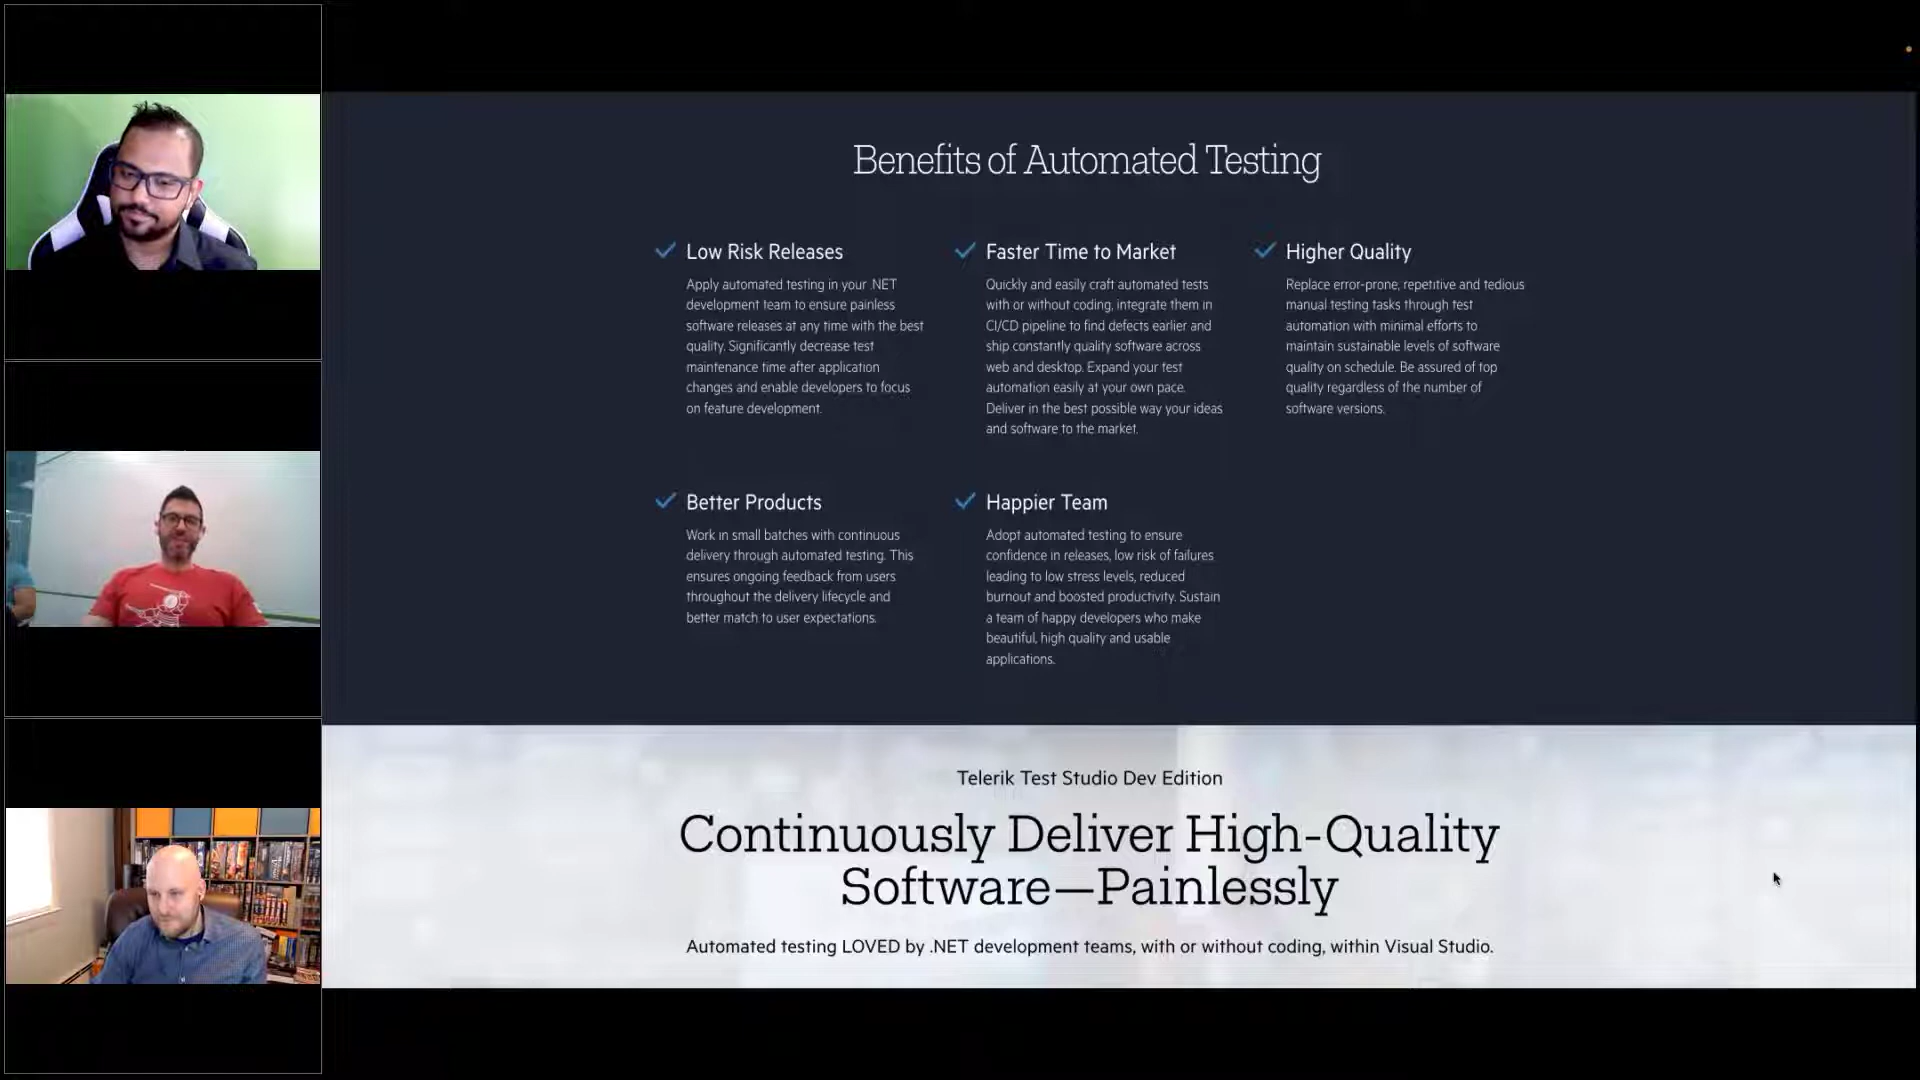 Benefits of Automated Testing
Low Risk Releases
Apply automated testing in your .NET
development team to ensure painless
software releases at any time with the best
quality. Significantly decrease test
maintenance time after application
changes and enable developers to focus
on feature development.
Faster Time to Market
Quickly and easily craft automated tests
with or without coding, integrate them in
CI/CD pipeline to find defects earlier and
ship constantly quality software across
web and desktop. Expand your test
automation easily at your own pace.
Deliver in the best possible way your ideas
and software to the market.
Higher Quality
Replace error-prone, repetitive and tedious
manual testing tasks through test
automation with minimal efforts to
maintain sustainable levels of software
quality on schedule. Be assured of top
quality regardless of the number of
software versions.
Better Products
Work in small batches with continuous
delivery through automated testing. This
ensures ongoing feedback from users
throughout the delivery lifecycle and
better match to user expectations.
Happier Team
Adopt automated testing to ensure
confidence in releases, low risk of failures
leading to low stress levels, reduced
burnout and boosted productivity. Sustain
a team of happy developers who make
beautiful, high quality and usable
applications.
Telerik Test Studio Dev Edition
Continuously Deliver High-Quality
Software—Painlessly
Automated testing LOVED by .NET development teams, with or without coding, within Visual Studio.